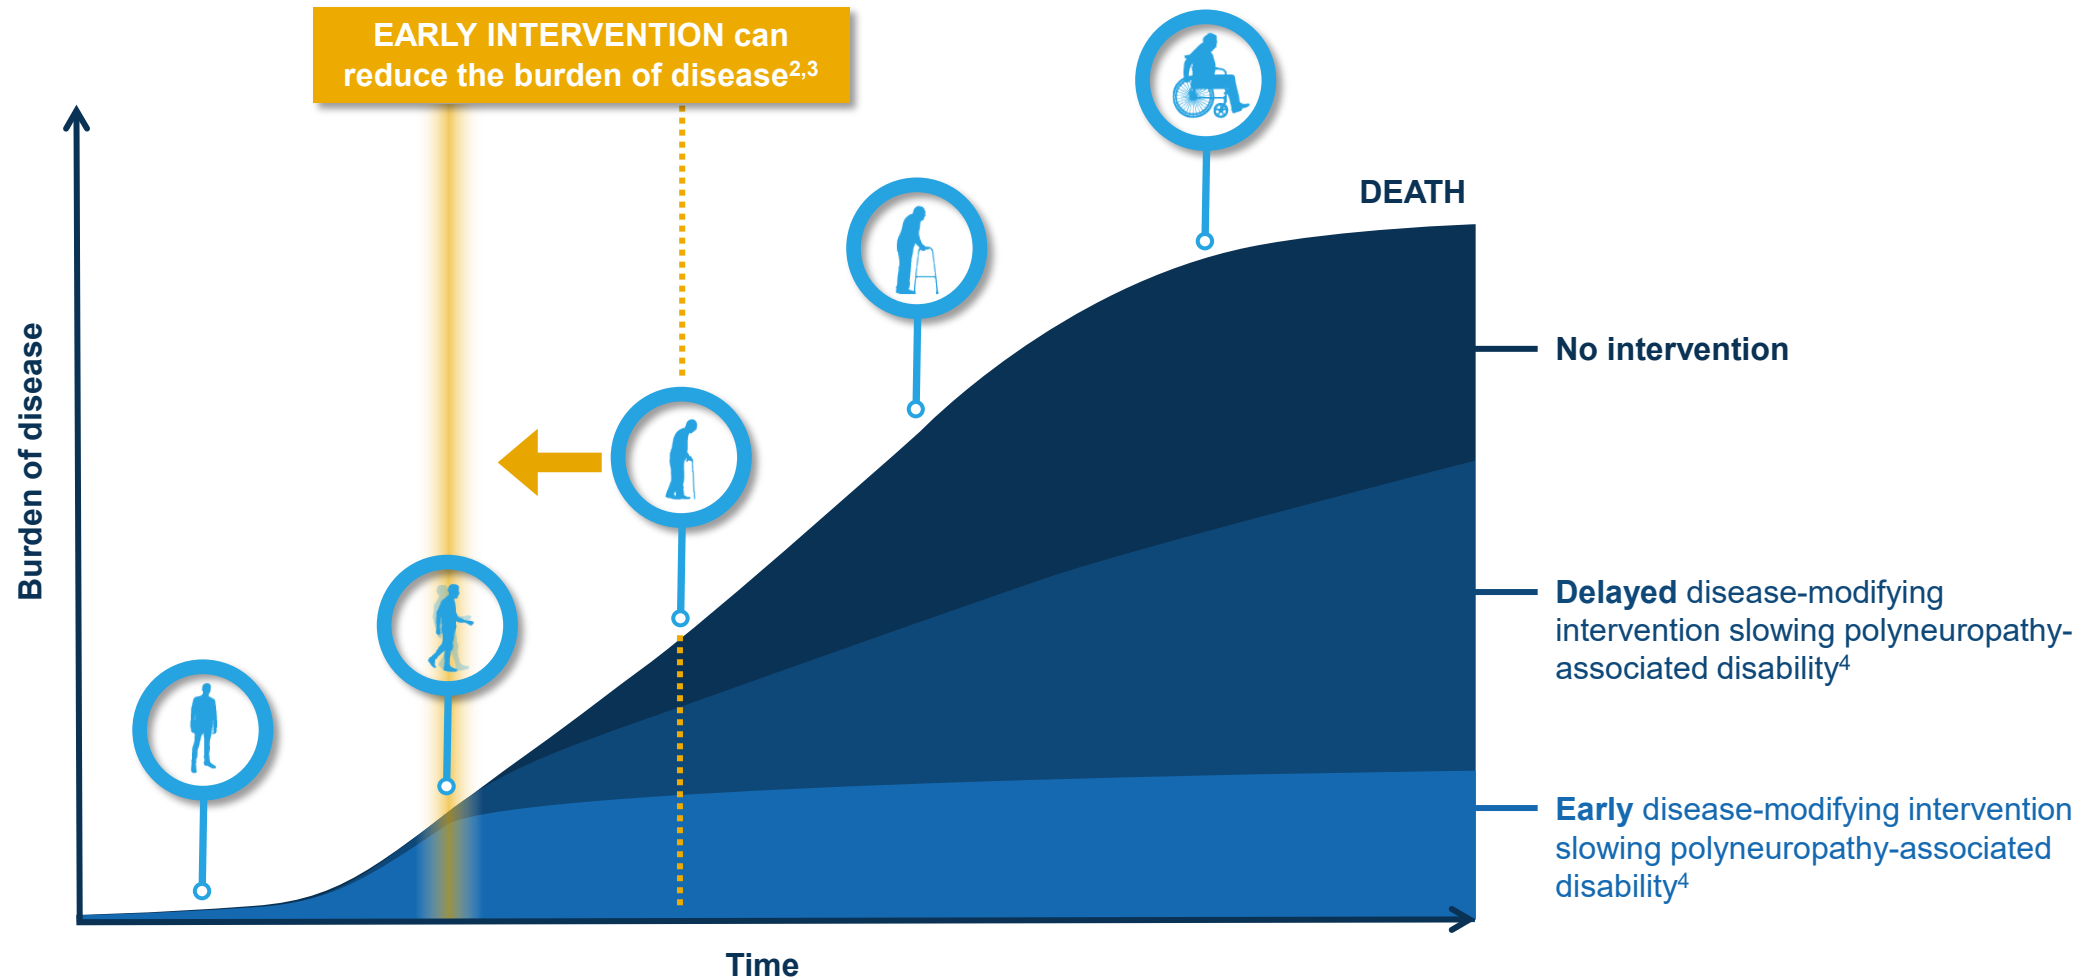 EARLY INTERVENTION can
reduce the burden of disease2,3
DEATH
Burden of disease
No intervention
Delayed disease-modifying
intervention slowing polyneuropathy-
associated disability4
Early disease-modifying intervention
slowing polyneuropathy-associated
disability4
Time